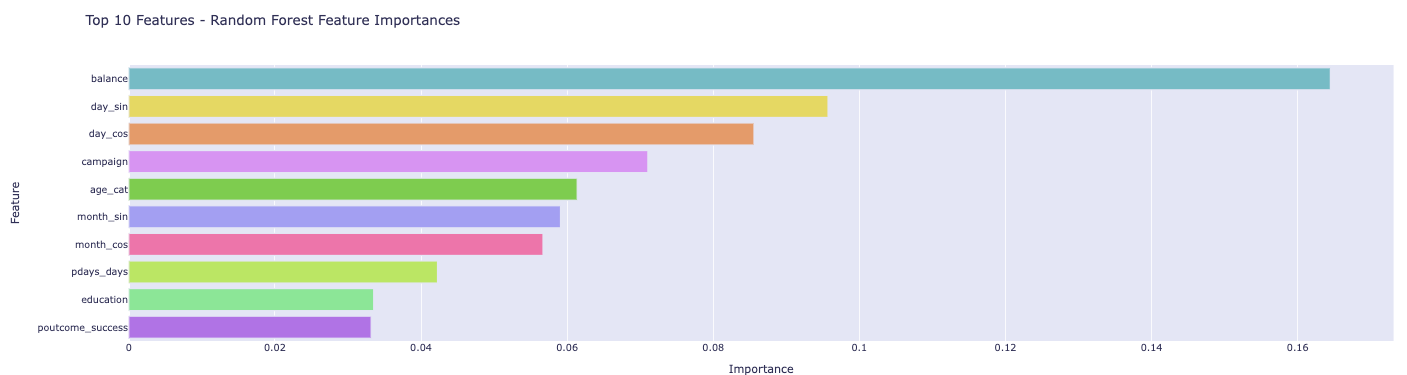 Top 10 Features - Random Forest Feature Importances
Feature
balance
day_sin
day_cos
campaign
age_cat
month_sin
month_cos
pdays_days
education
poutcome_success
0 0.02 0.04 0.06 0.08 0.1 0.12 0.14 0.16
Importance